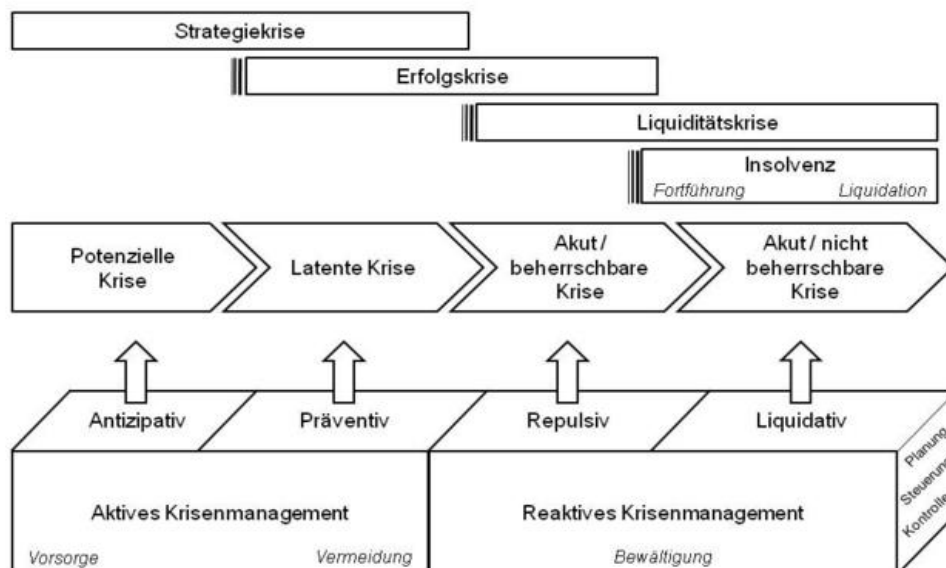 Strategiekrise
Erfolgskrise
Liquiditätskrise
Insolvenz
Fortführung Liquidation
Potenzielle
Krise
Latente Krise
Akut /
beherrschbare
Krise
Akut / nicht
beherrschbare
Krise
Antizipativ
Präventiv
Repulsiv
Liquidativ
Planung
Steuerung
Kontrolle
Aktives Krisenmanagement
Vorsorge
Vermeidung
Reaktives Krisenmanagement
Bewältigung